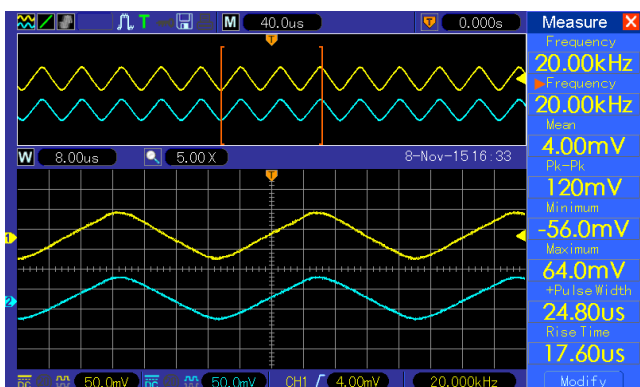 T M 40.0us T 0.000s Measure X
Frequency
20.00kHz
Frequency
20.00kHz
Mean
4.00mV
W 8.00us 5.00X 8-Nov-15 16:33
Pk-Pk
T
120mV
Minimum
1 -56.0mV
Maximum
64.0mV
2 +Pulse Width
24.80us
Rise Time
17.60us
DC 50.0mV DC 50.0mV CH1 4.00mV 20.000kHz Modify